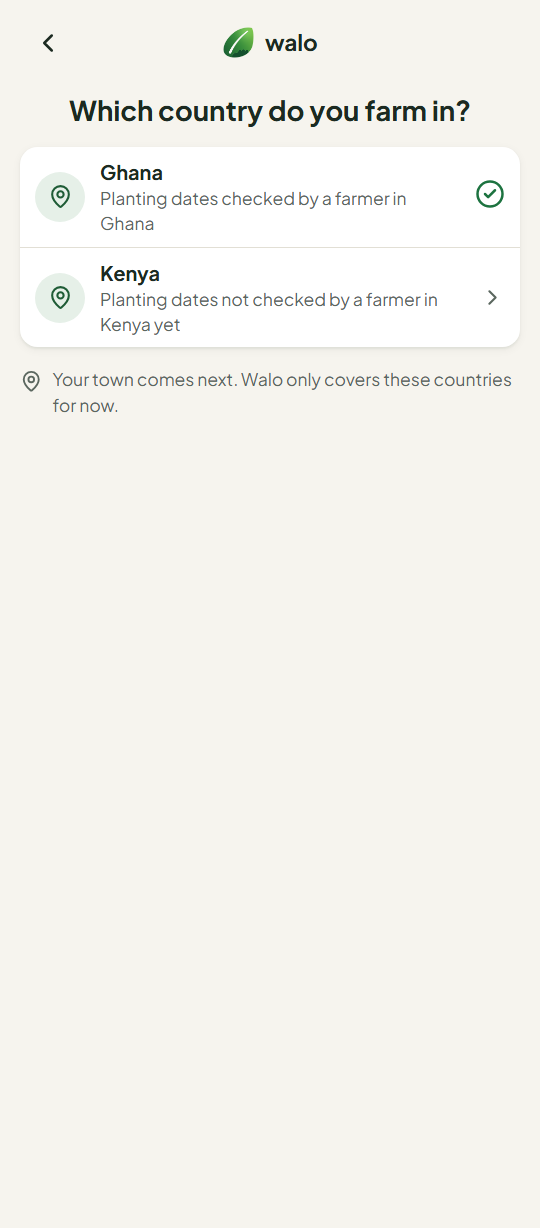 walo
Which country do you farm in?
Ghana
Planting dates checked by a farmer in
Ghana
Kenya
Planting dates not checked by a farmer in
Kenya yet
Your town comes next. Walo only covers these countries
for now.